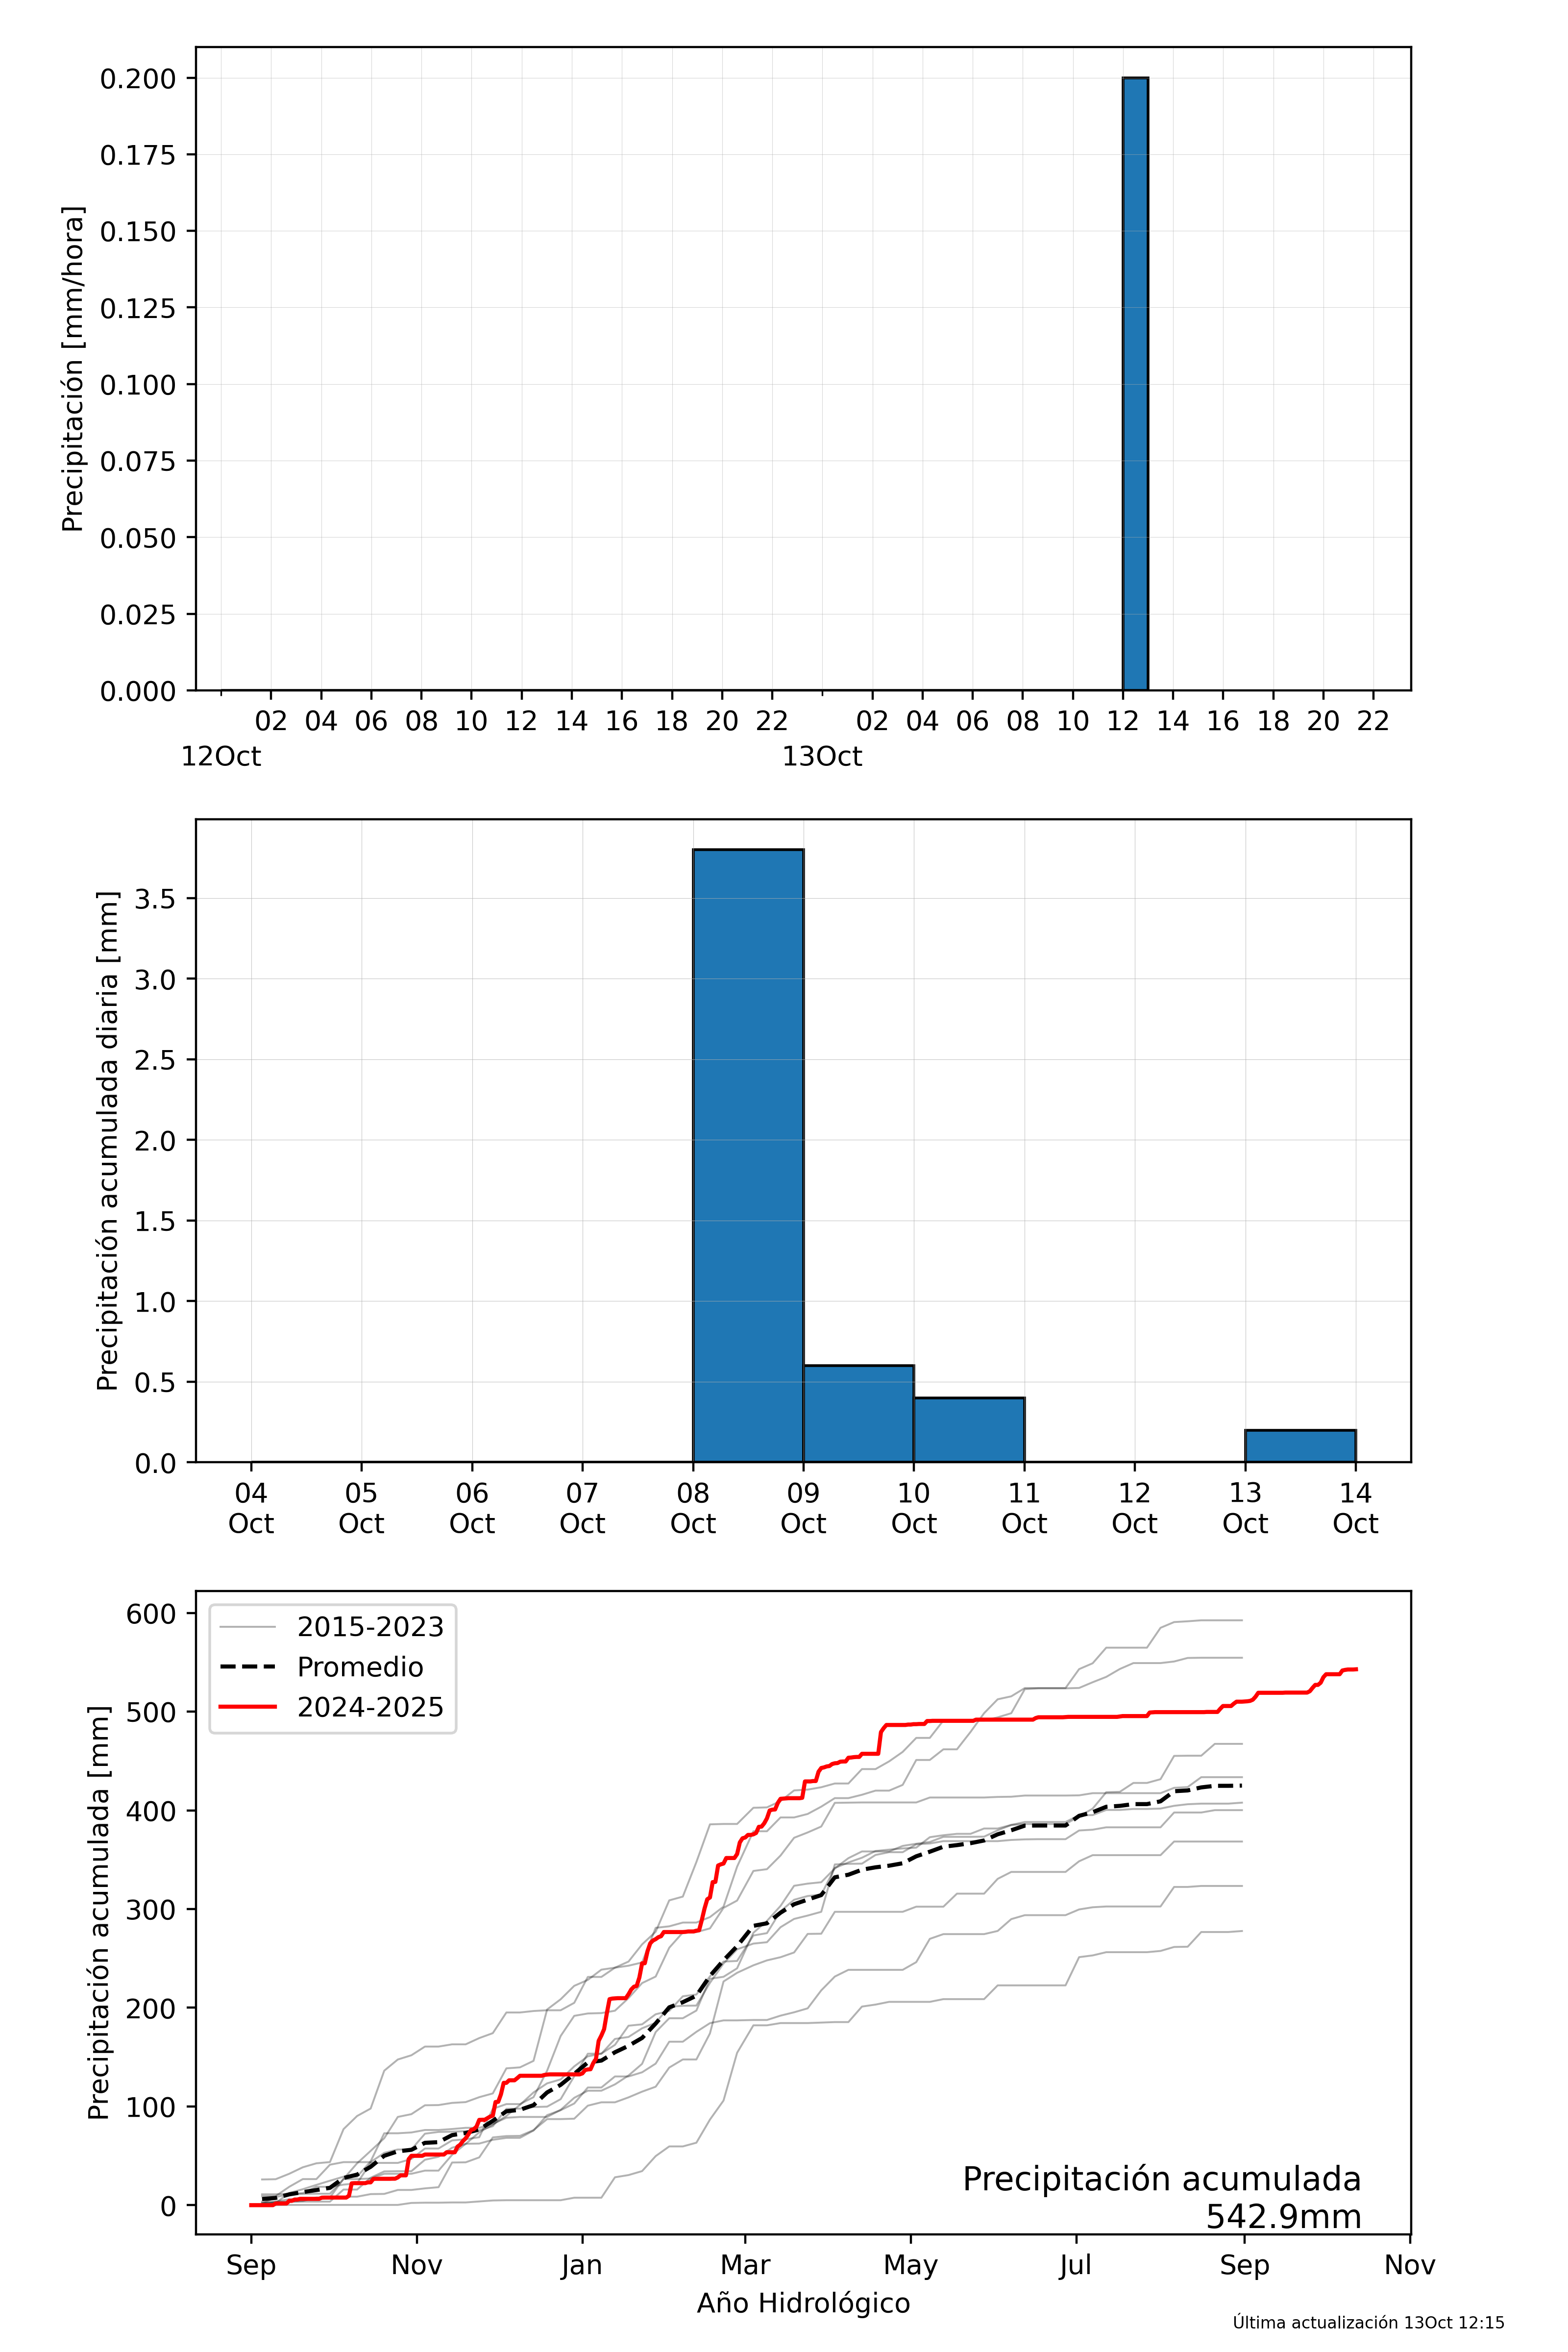 0.200
0.175
0.150
0.125
0.100
0.075
0.050
0.025
0.000
Precipitación [mm/hora]
02 04 06 08 10 12 14 16 18 20 22 02 04 06 08 10 12 14 16 18 20 22
12Oct 13Oct
3.5
3.0
2.5
2.0
1.5
1.0
0.5
0.0
Precipitación acumulada diaria [mm]
04 05 06 07 08 09 10 11 12 13 14
Oct Oct Oct Oct Oct Oct Oct Oct Oct Oct Oct
600
500
400
300
200
100
0
Precipitación acumulada [mm]
2015-2023
Promedio
2024-2025
Precipitación acumulada
542.9mm
Sep Nov Jan Mar May Jul Sep Nov
Año Hidrológico
Última actualización 13Oct 12:15